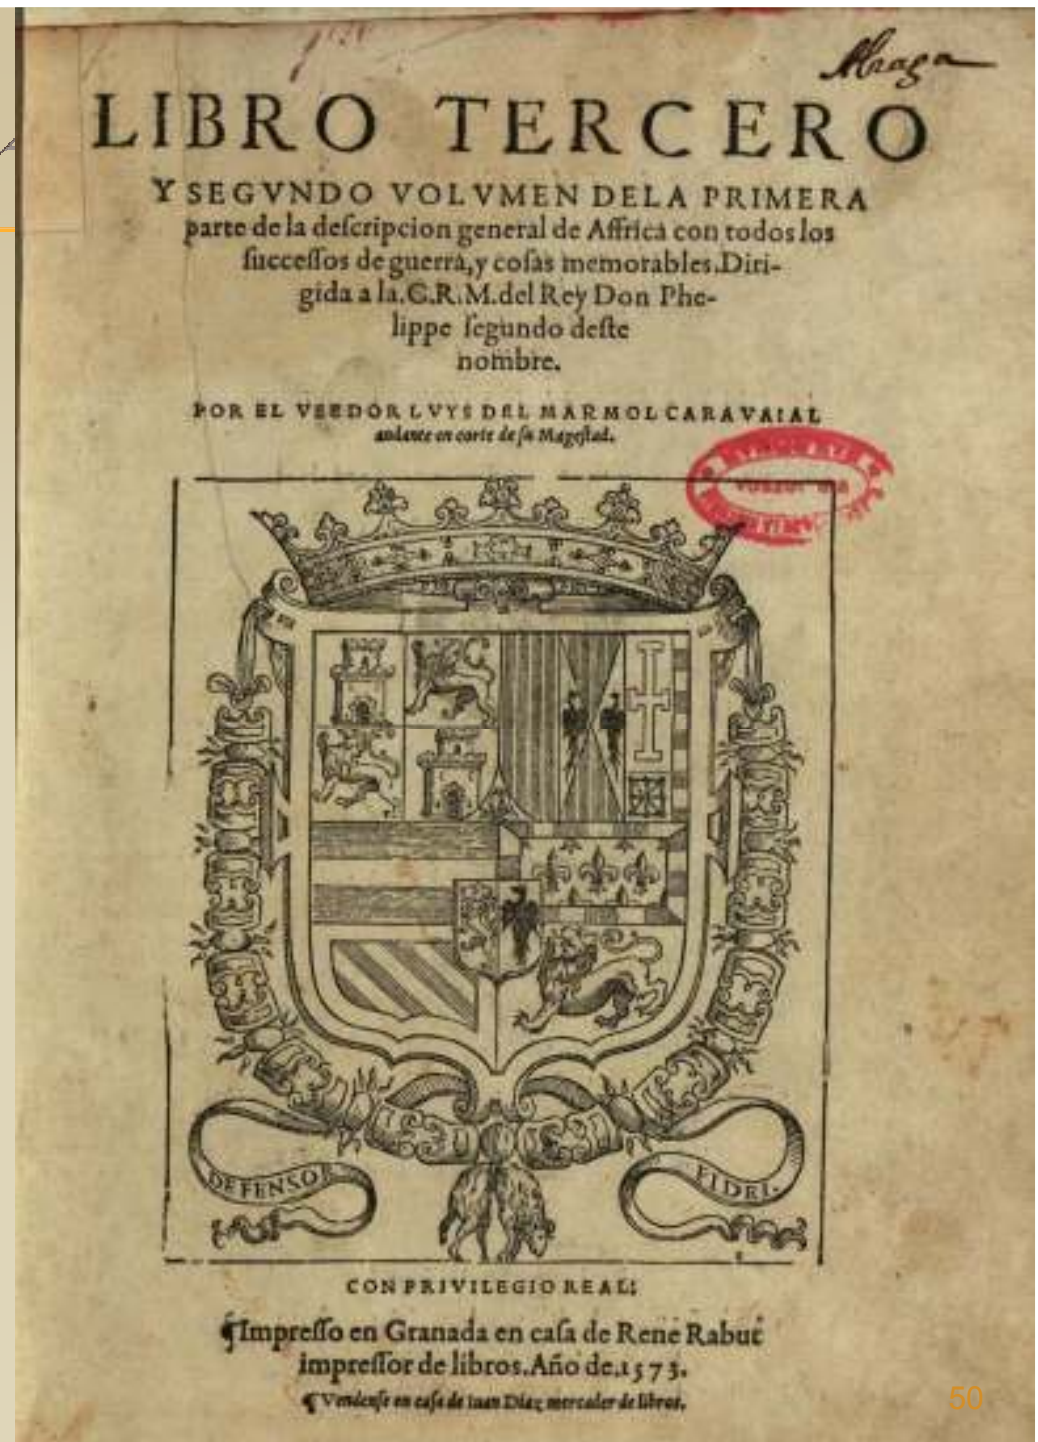 Araga
LIBRO TERCERO
Y SEGVNDO VOLVMEN DELA PRIMERA
parte de la deſcripcion general de Affrica con todos los
ſucceſſos de guerra, y coſas memorables. Diri-
gida a la. C.R.M. del Rey Don Phe-
lippe ſegundo deſte
nombre.
POR EL VEEDOR LVYS DEL MARMOL CARAVAIAL
andante en corte de ſu Mageſtad.
DEFENSOR
FIDEI.
CON PRIVILEGIO REAL:
¶Impreſſo en Granada en caſa de Rene Rabut
impreſſor de libros. Año de. 1573.
¶Vendenſe en caſa de Iuan Diaz mercader de libros.
50